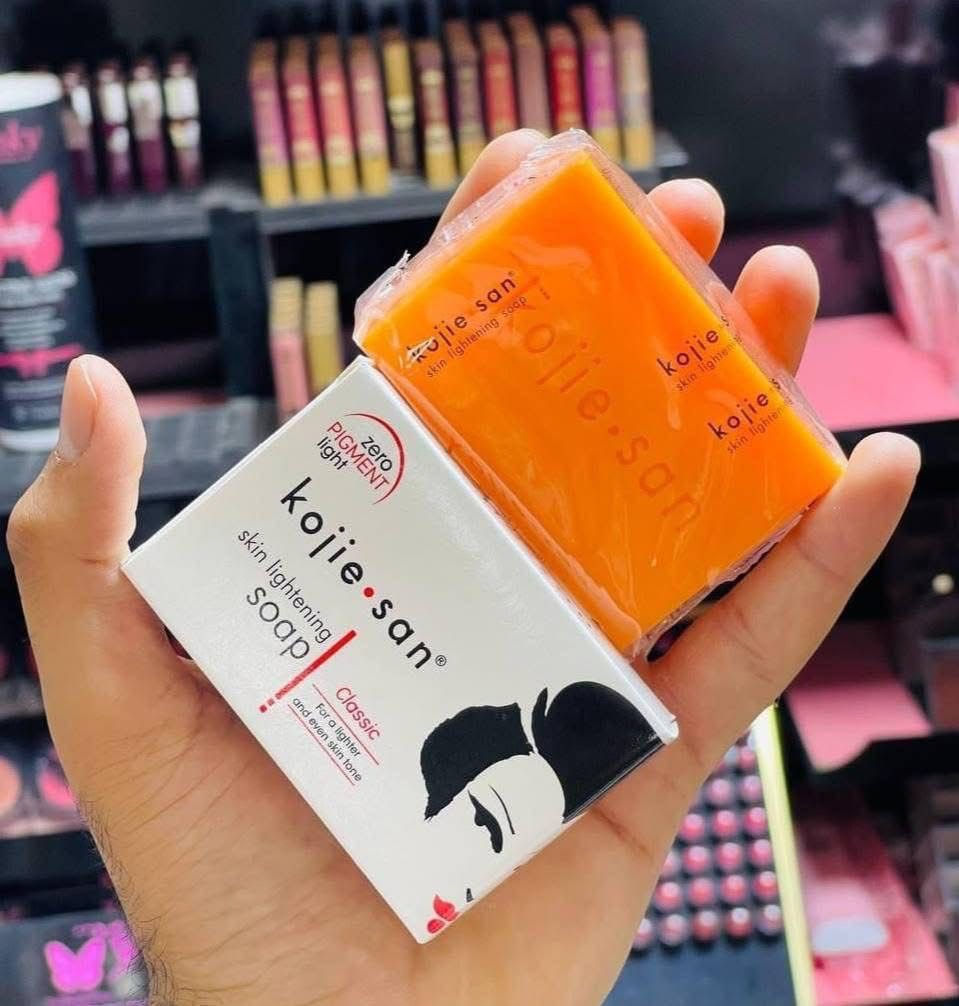 zero
PIGMENT
light
kojie•san®
skin lightening
soap
Classic
For a lighter
and even skin tone
kojie•san®
skin lightening soap
kojie•san
kojie•s
skin lighten
kojie•s
skin lightening